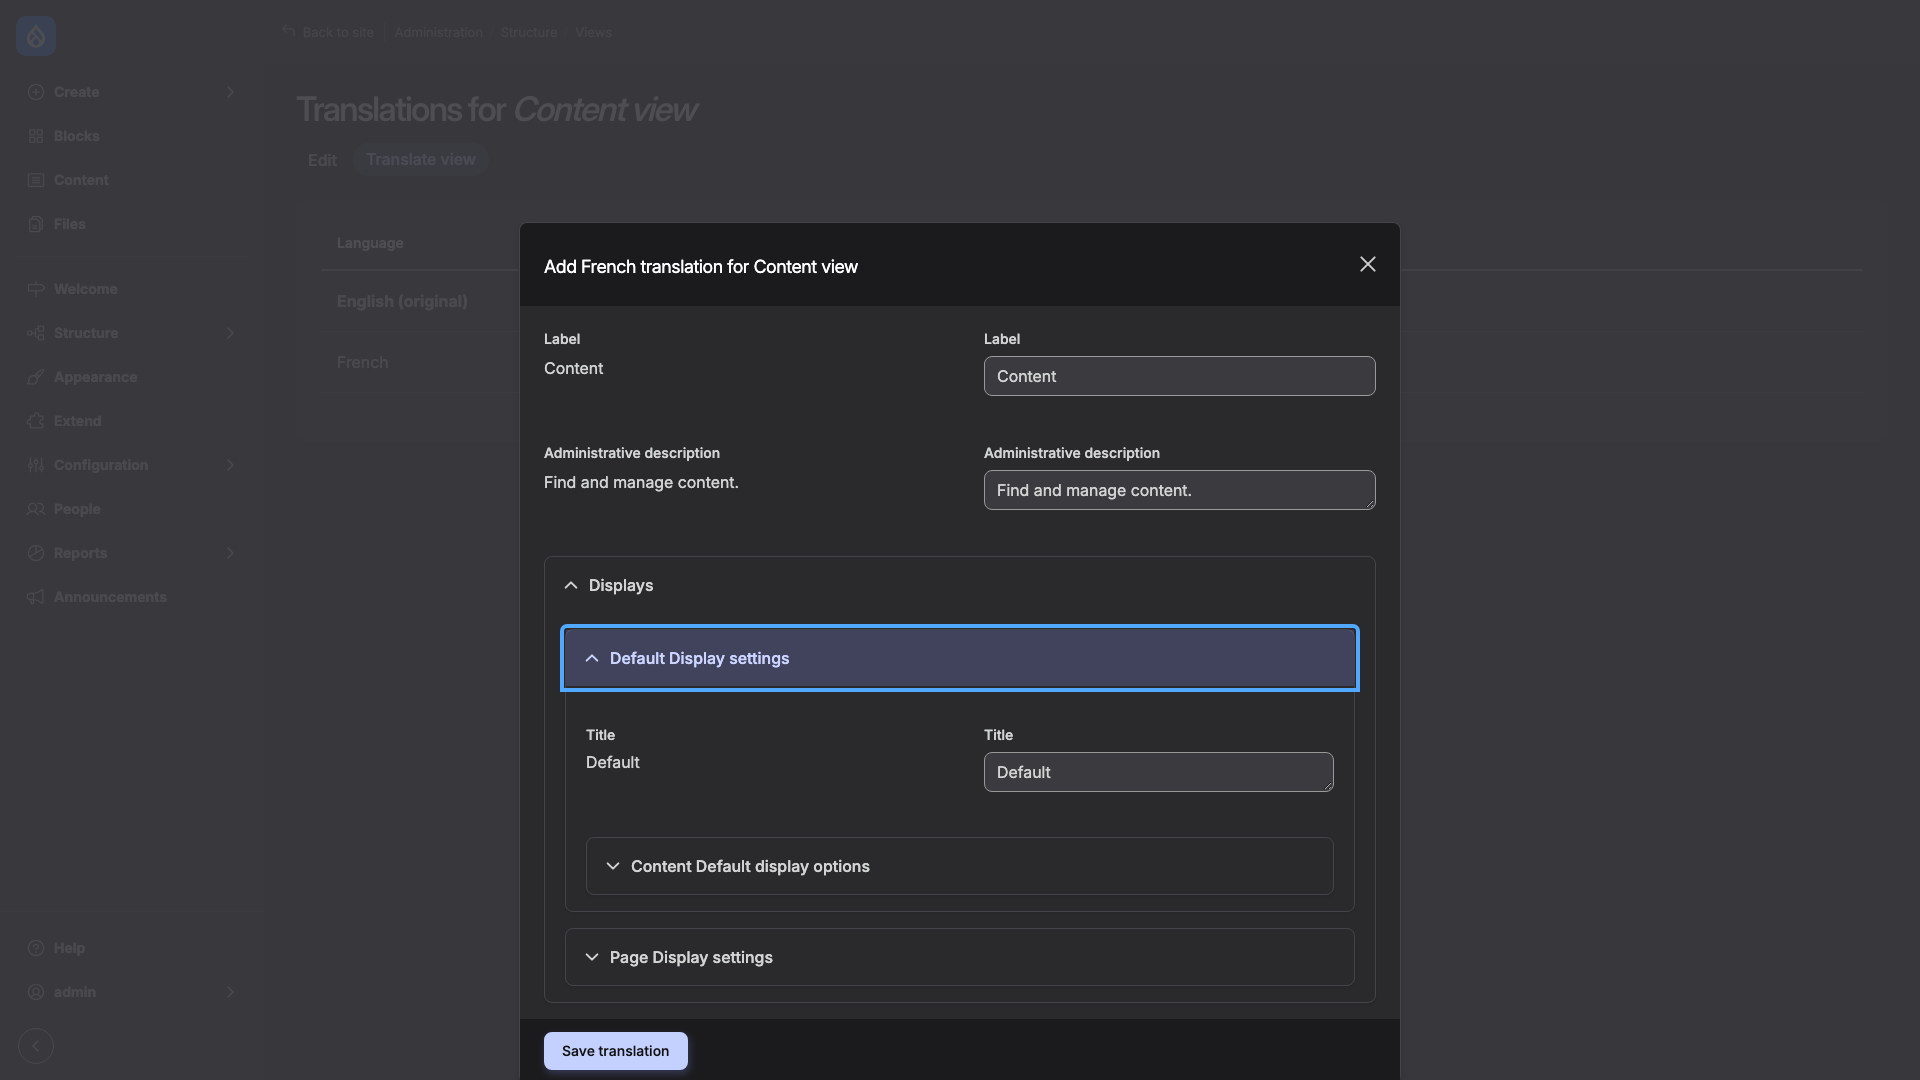 Back to site
Administration
Structure
Views
Create
Blocks
Content
Files
Welcome
Structure
Appearance
Extend
Configuration
People
Reports
Announcements
Help
admin
Translations for Content view
Edit
Translate view
Language
English (original)
French
Add French translation for Content view
Label
Content
Label
Content
Administrative description
Find and manage content.
Administrative description
Find and manage content.
Displays
Default Display settings
Title
Default
Title
Default
Content Default display options
Page Display settings
Save translation